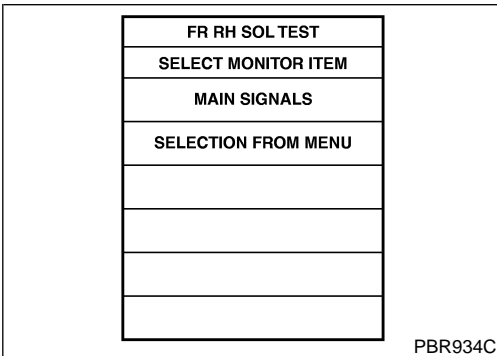 FR RH SOL TEST
SELECT MONITOR ITEM
MAIN SIGNALS
SELECTION FROM MENU
PBR934C